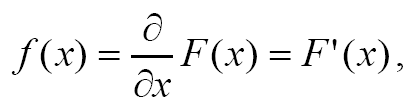 f(x) = ∂/∂x F(x) = F'(x),